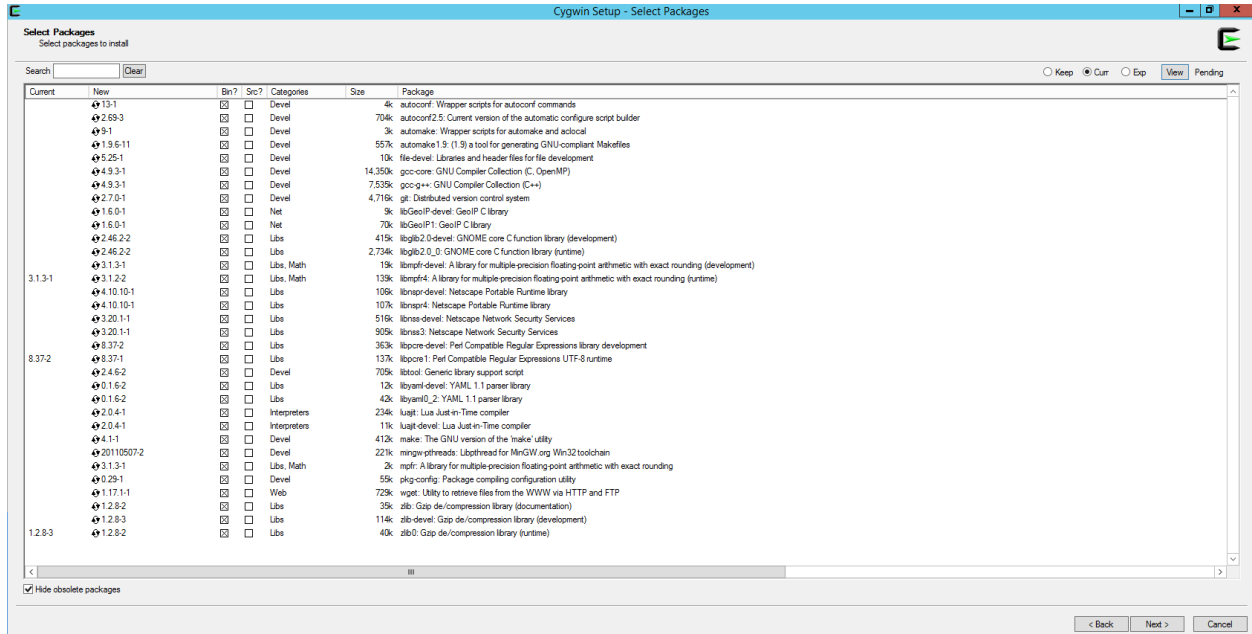 Cygwin Setup - Select Packages
Select Packages
Select packages to install
Search Clear Keep Curr Exp View Pending
Current New Bin? Src? Categories Size Package
13-1 Devel 4k autoconf: Wrapper scripts for autoconf commands
2.69-3 Devel 704k autoconf2.5: Current version of the automatic configure script builder
9-1 Devel 3k automake: Wrapper scripts for automake and aclocal
1.9.6-11 Devel 557k automake1.9: (1.9) a tool for generating GNU-compliant Makefiles
5.25-1 Devel 10k file-devel: Libraries and header files for file development
4.9.3-1 Devel 14,350k gcc-core: GNU Compiler Collection (C, OpenMP)
4.9.3-1 Devel 7,535k gcc-g++: GNU Compiler Collection (C++)
2.7.0-1 Devel 4,716k git: Distributed version control system
1.6.0-1 Net 9k libGeoIP-devel: GeoIP C library
1.6.0-1 Net 70k libGeoIP1: GeoIP C library
2.46.2-2 Libs 415k libglib2.0-devel: GNOME core C function library (development)
2.46.2-2 Libs 2,734k libglib2.0_0: GNOME core C function library (runtime)
3.1.3-1 Libs, Math 19k libmpfr-devel: A library for multiple-precision floating-point arithmetic with exact rounding (development)
3.1.3-1 3.1.2-2 Libs, Math 139k libmpfr4: A library for multiple-precision floating-point arithmetic with exact rounding (runtime)
4.10.10-1 Libs 106k libnspr-devel: Netscape Portable Runtime library
4.10.10-1 Libs 107k libnspr4: Netscape Portable Runtime library
3.20.1-1 Libs 516k libnss-devel: Netscape Network Security Services
3.20.1-1 Libs 905k libnss3: Netscape Network Security Services
8.37-2 Libs 363k libpcre-devel: Perl Compatible Regular Expressions library development
8.37-2 8.37-1 Libs 137k libpcre1: Perl Compatible Regular Expressions UTF-8 runtime
2.4.6-2 Devel 705k libtool: Generic library support script
0.1.6-2 Libs 12k libyaml-devel: YAML 1.1 parser library
0.1.6-2 Libs 42k libyaml0_2: YAML 1.1 parser library
2.0.4-1 Interpreters 234k luajit: Lua Just-in-Time compiler
2.0.4-1 Interpreters 11k luajit-devel: Lua Just-in-Time compiler
4.1-1 Devel 412k make: The GNU version of the 'make' utility
20110507-2 Devel 221k mingw-pthreads: Libpthread for MinGW.org Win32 toolchain
3.1.3-1 Libs, Math 2k mpfr: A library for multiple-precision floating-point arithmetic with exact rounding
0.29-1 Devel 55k pkg-config: Package compiling configuration utility
1.17.1-1 Web 729k wget: Utility to retrieve files from the WWW via HTTP and FTP
1.2.8-2 Libs 35k zlib: Gzip de/compression library (documentation)
1.2.8-3 Libs 114k zlib-devel: Gzip de/compression library (development)
1.2.8-3 1.2.8-2 Libs 40k zlib0: Gzip de/compression library (runtime)
Hide obsolete packages
< Back Next > Cancel